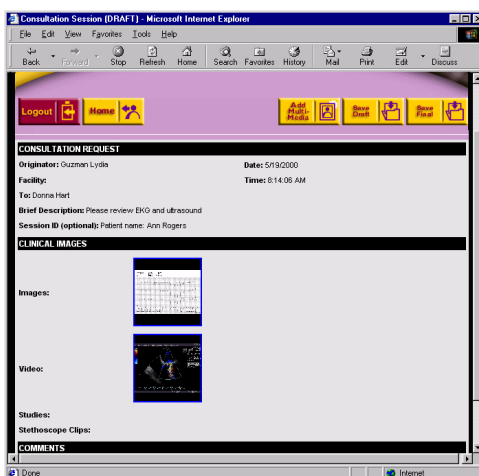 Consultation Session (DRAFT) - Microsoft Internet Explorer
File Edit View Favorites Tools Help
Back Forward Stop Refresh Home Search Favorites History Mail Print Edit Discuss
Logout Home Add Multi-Media Save Draft Save Final
CONSULTATION REQUEST
Originator: Guzman Lydia Date: 5/19/2000
Facility: Time: 8:14:06 AM
To: Donna Hart
Brief Description: Please review EKG and ultrasound
Session ID (optional): Patient name: Ann Rogers
CLINICAL IMAGES
Images:
Video:
Studies:
Stethoscope Clips:
COMMENTS
Done Internet